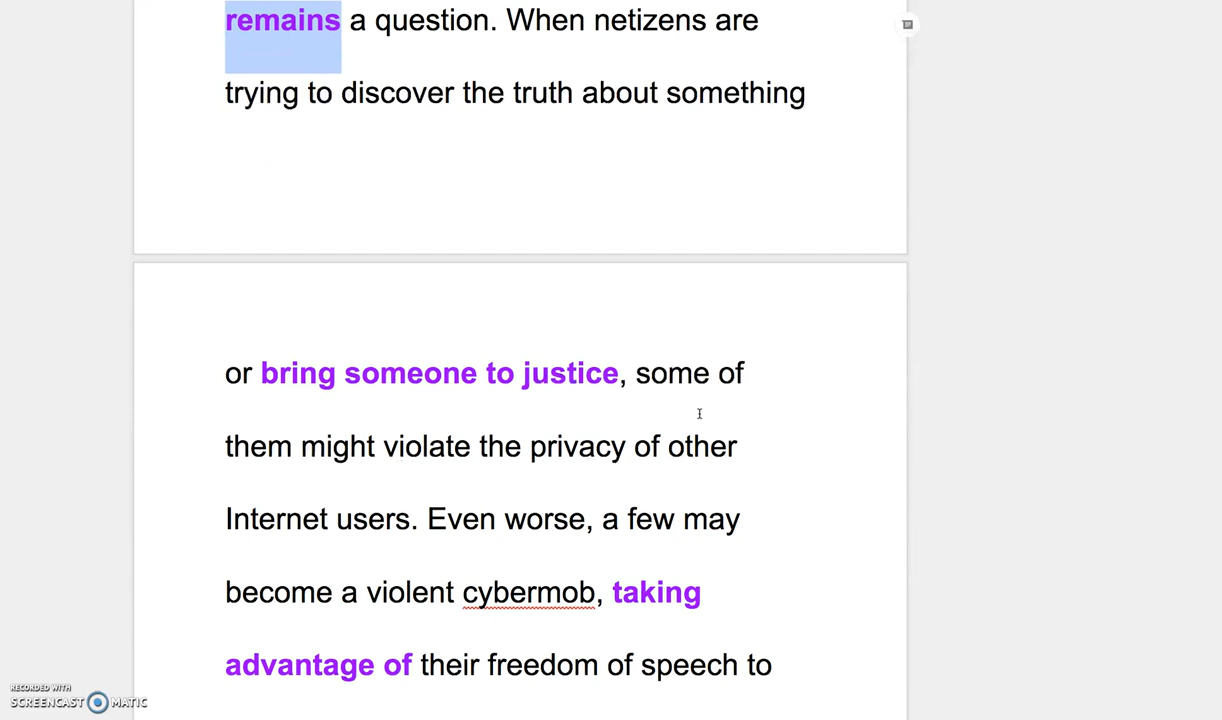 remains a question. When netizens are
trying to discover the truth about something
or bring someone to justice, some of
them might violate the privacy of other
Internet users. Even worse, a few may
become a violent cybermob, taking
advantage of their freedom of speech to
RECORDED WITH
SCREENCAST MATIC